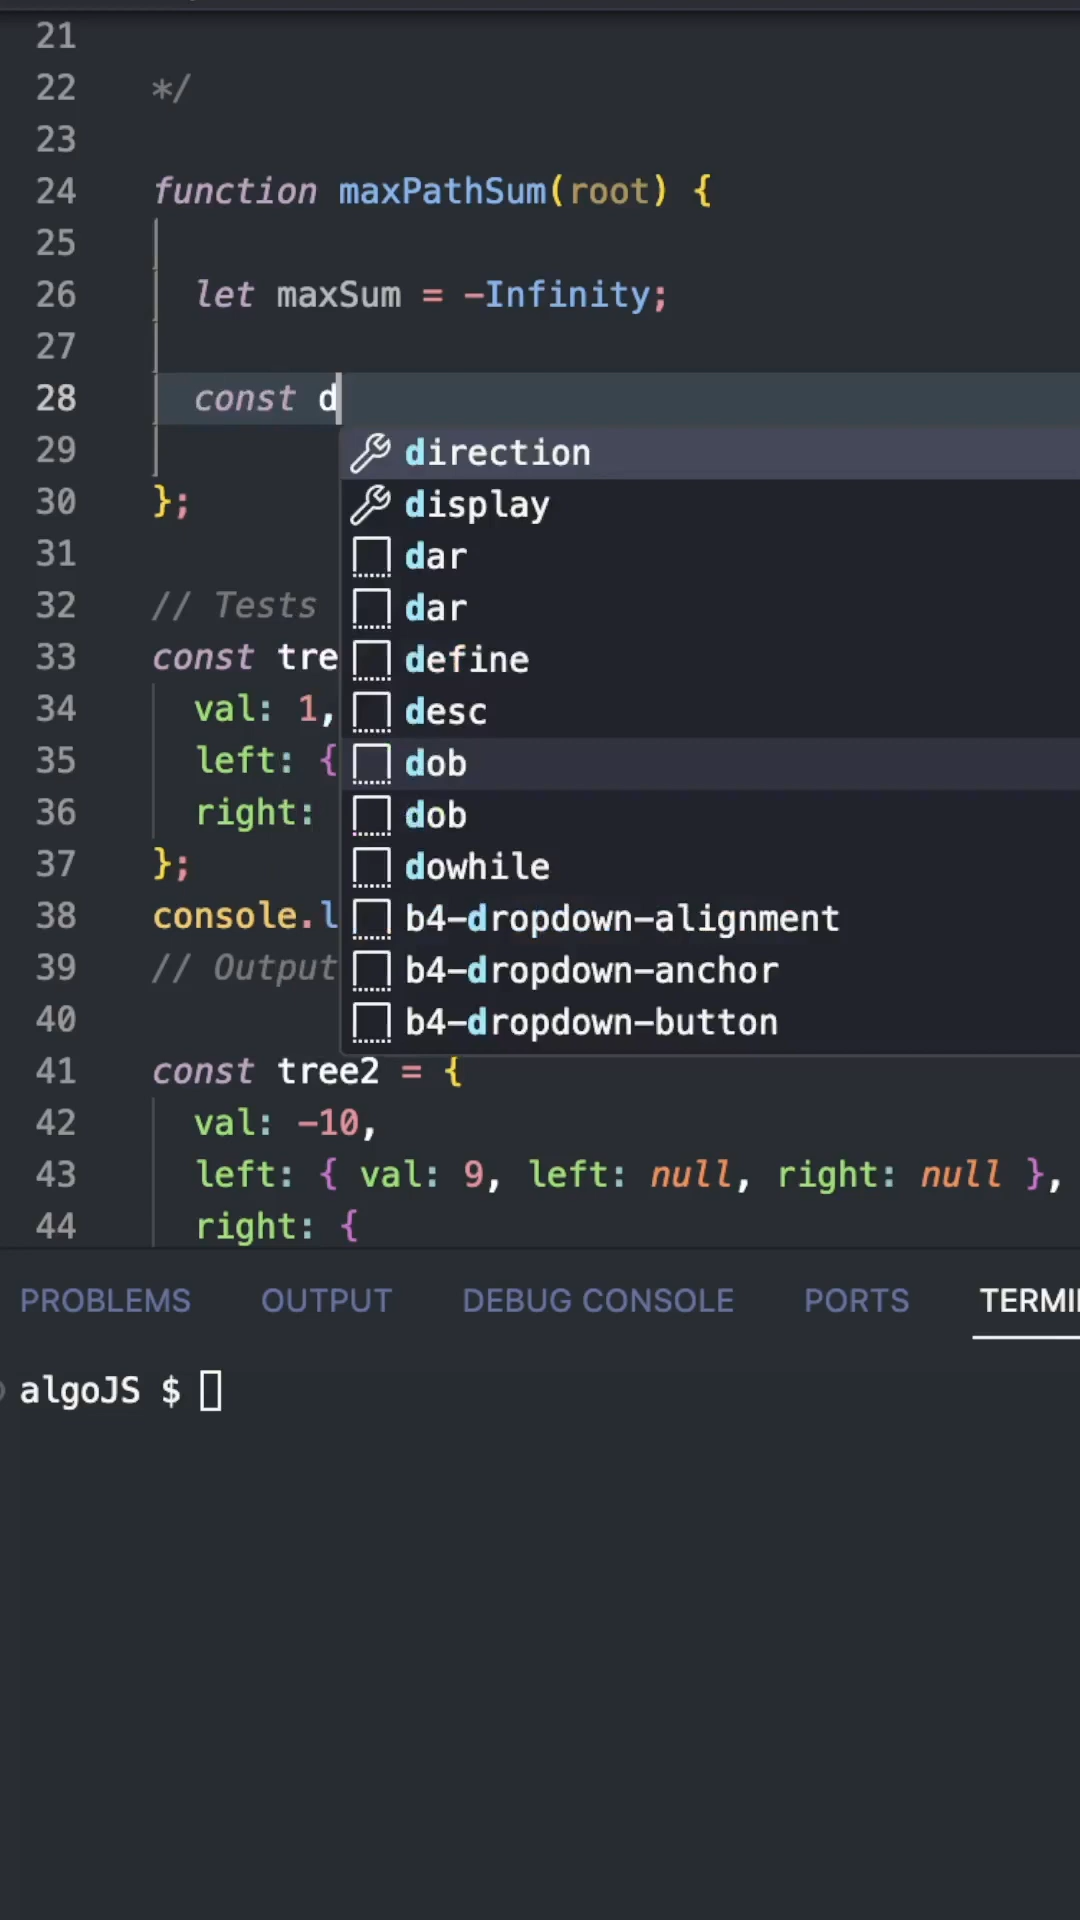 21
22 */
23
24 function maxPathSum(root) {
25
26 let maxSum = -Infinity;
27
28 const d
29 direction
30 }; display
31 dar
32 // Tests dar
33 const tre define
34 val: 1, desc
35 left: { dob
36 right: dob
37 }; dowhile
38 console.l b4-dropdown-alignment
39 // Output b4-dropdown-anchor
40 b4-dropdown-button
41 const tree2 = {
42 val: -10,
43 left: { val: 9, left: null, right: null },
44 right: {
PROBLEMS OUTPUT DEBUG CONSOLE PORTS TERMI
algoJS $